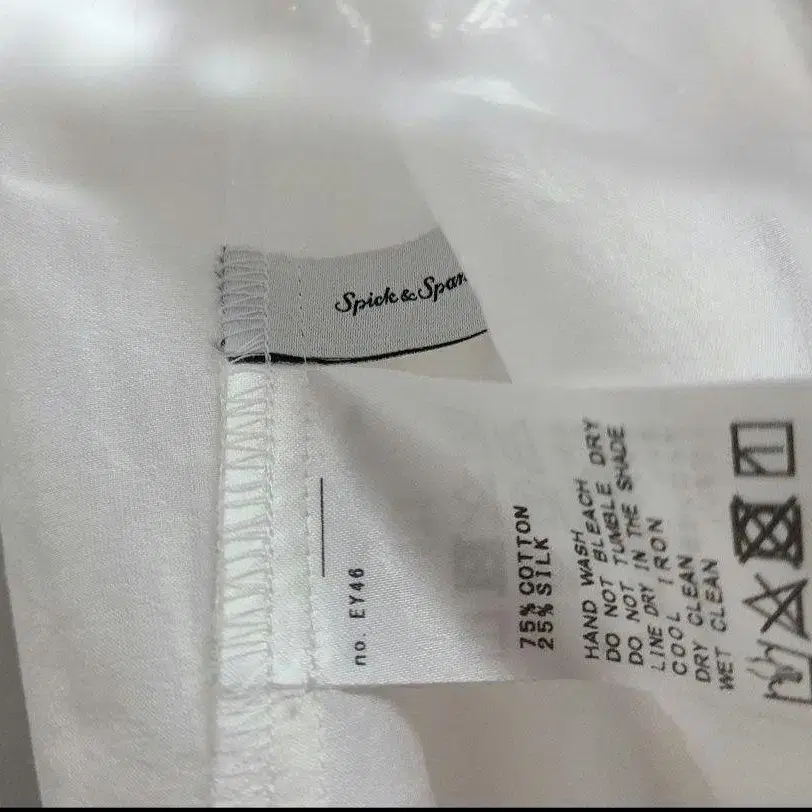 Spick & Span
no. EY46
75% COTTON
25% SILK
HAND WASH
DO NOT BLEACH
DO NOT TUMBLE DRY
LINE DRY IN THE SHADE
COOL IRON
DRY CLEAN
WET CLEAN